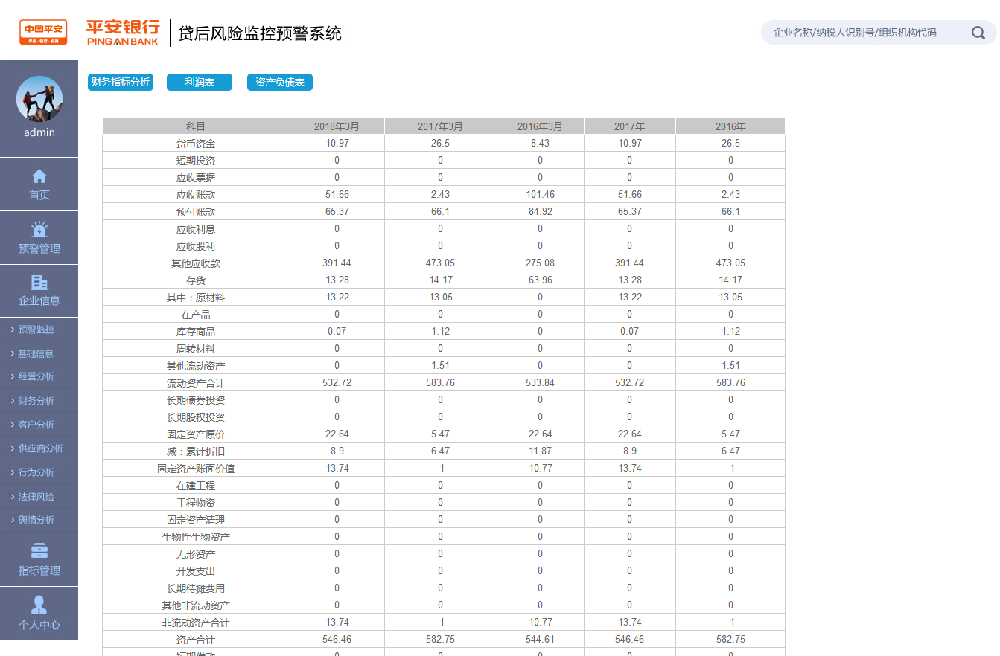 中国平安
保险·银行·投资
平安银行
PINGAN BANK
贷后风险监控预警系统
企业名称/纳税人识别号/组织机构代码
admin
首页
预警管理
企业信息
预警监控
基础信息
经营分析
财务分析
客户分析
供应商分析
行为分析
法律风险
舆情分析
指标管理
个人中心
财务指标分析 利润表 资产负债表
科目 2018年3月 2017年3月 2016年3月 2017年 2016年
货币资金 10.97 26.5 8.43 10.97 26.5
短期投资 0 0 0 0 0
应收票据 0 0 0 0 0
应收账款 51.66 2.43 101.46 51.66 2.43
预付账款 65.37 66.1 84.92 65.37 66.1
应收利息 0 0 0 0 0
应收股利 0 0 0 0 0
其他应收款 391.44 473.05 275.08 391.44 473.05
存货 13.28 14.17 63.96 13.28 14.17
其中：原材料 13.22 13.05 0 13.22 13.05
在产品 0 0 0 0 0
库存商品 0.07 1.12 0 0.07 1.12
周转材料 0 0 0 0 0
其他流动资产 0 1.51 0 0 1.51
流动资产合计 532.72 583.76 533.84 532.72 583.76
长期债券投资 0 0 0 0 0
长期股权投资 0 0 0 0 0
固定资产原价 22.64 5.47 22.64 22.64 5.47
减：累计折旧 8.9 6.47 11.87 8.9 6.47
固定资产账面价值 13.74 -1 10.77 13.74 -1
在建工程 0 0 0 0 0
工程物资 0 0 0 0 0
固定资产清理 0 0 0 0 0
生物性生物资产 0 0 0 0 0
无形资产 0 0 0 0 0
开发支出 0 0 0 0 0
长期待摊费用 0 0 0 0 0
其他非流动资产 0 0 0 0 0
非流动资产合计 13.74 -1 10.77 13.74 -1
资产合计 546.46 582.75 544.61 546.46 582.75
短期借款 0 0 0 0 0